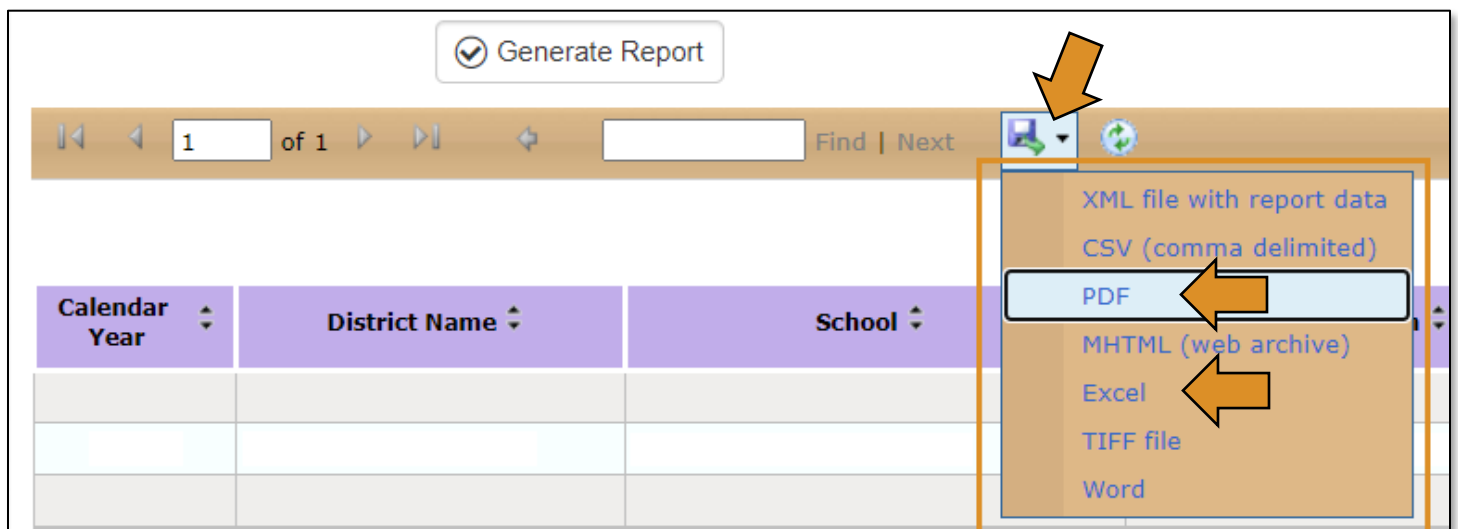 Generate Report
1 of 1 Find | Next
XML file with report data
CSV (comma delimited)
PDF
MHTML (web archive)
Excel
TIFF file
Word
Calendar Year
District Name
School